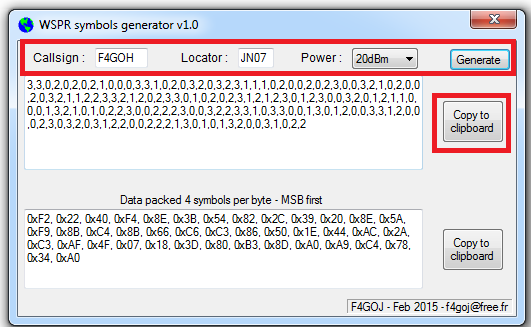 WSPR symbols generator v1.0
Callsign : F4GOH Locator : JN07 Power : 20dBm Generate
3,3,0,2,0,2,0,2,1,0,0,0,3,3,1,0,2,0,3,2,0,3,2,3,1,1,1,0,2,0,0,2,0,2,3,0,0,3,2,1,0,2,0,0
,2,0,3,2,1,1,2,2,3,3,2,1,2,0,2,3,3,0,1,0,2,0,2,3,1,2,1,2,3,0,1,2,3,0,0,3,2,0,1,2,1,1,0
,0,0,1,3,2,1,0,1,0,2,2,3,0,0,2,2,2,3,0,0,3,2,2,3,3,1,0,3,3,0,0,1,3,0,1,2,0,0,3,3,1,2,0,0
,0,2,3,0,3,2,0,3,1,2,2,0,0,2,2,2,1,3,0,1,0,1,3,2,0,0,3,1,0,2,2
Copy to
clipboard
Data packed 4 symbols per byte - MSB first
0xF2, 0x22, 0x40, 0xF4, 0x8E, 0x3B, 0x54, 0x82, 0x2C, 0x39, 0x20, 0x8E, 0x5A,
0xF9, 0x8B, 0xC4, 0x8B, 0x66, 0xC6, 0xC3, 0x86, 0x50, 0x1E, 0x44, 0xAC, 0x2A,
0xC3, 0xAF, 0x4F, 0x07, 0x18, 0x3D, 0x80, 0xB3, 0x8D, 0xA0, 0xA9, 0xC4, 0x78,
0x34, 0xA0
Copy to
clipboard
F4GOJ - Feb 2015 - f4goj@free.fr